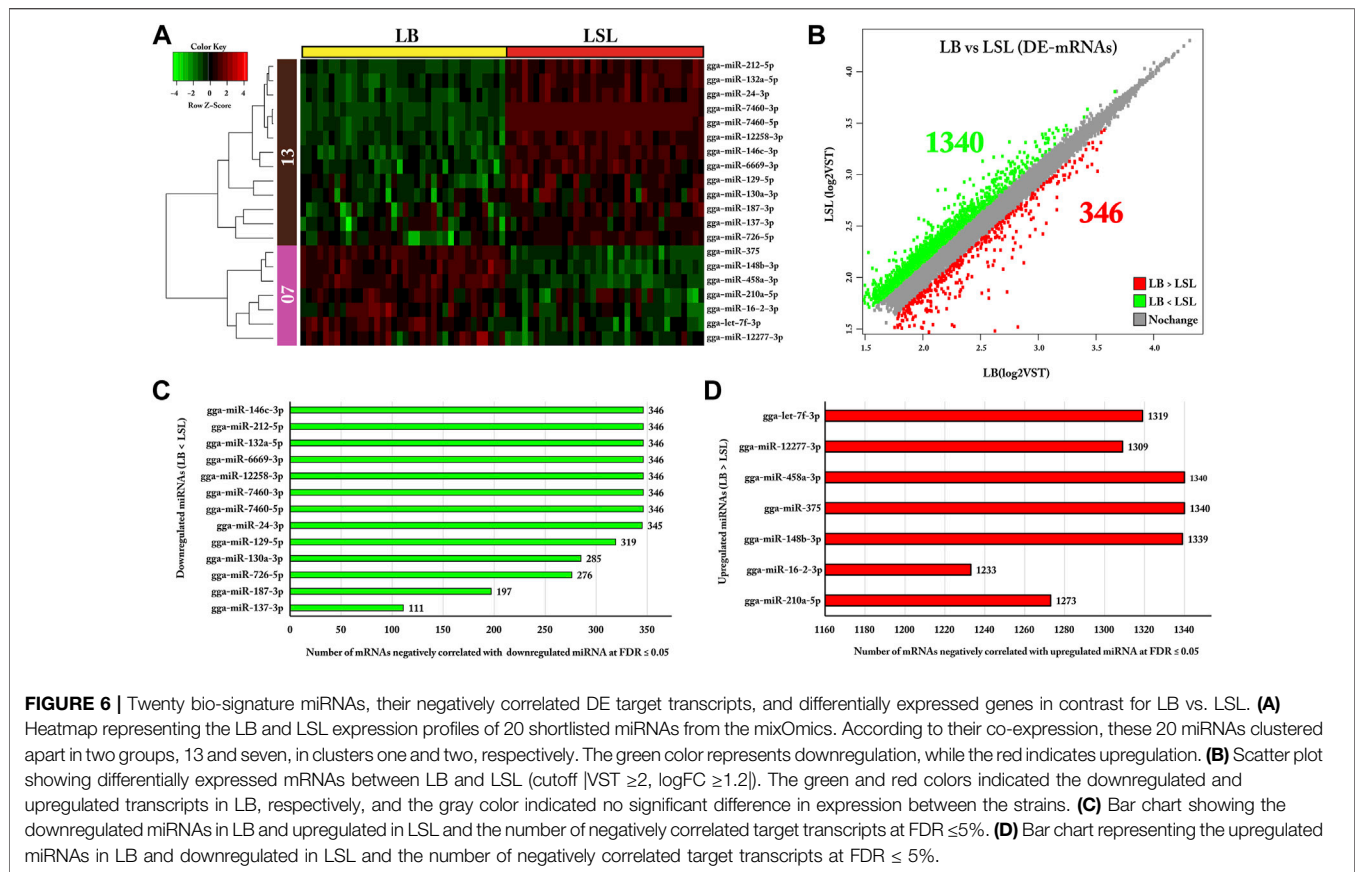 A
Color Key
−4 −2 0 2 4
Row Z−Score
LB
LSL
13
07
gga-miR-212-5p
gga-miR-132a-5p
gga-miR-24-3p
gga-miR-7460-3p
gga-miR-7460-5p
gga-miR-12258-3p
gga-miR-146c-3p
gga-miR-6669-3p
gga-miR-129-5p
gga-miR-130a-3p
gga-miR-187-3p
gga-miR-137-3p
gga-miR-726-5p
gga-miR-375
gga-miR-148b-3p
gga-miR-458a-3p
gga-miR-210a-5p
gga-miR-16-2-3p
gga-let-7f-3p
gga-miR-12277-3p
B
LB vs LSL (DE-mRNAs)
LSL (log2VST)
4.0
3.5
3.0
2.5
2.0
1.5
1340
346
LB > LSL
LB < LSL
Nochange
1.5 2.0 2.5 3.0 3.5 4.0
LB(log2VST)
C
Downregulated miRNAs (LB < LSL)
gga-miR-146c-3p 346
gga-miR-212-5p 346
gga-miR-132a-5p 346
gga-miR-6669-3p 346
gga-miR-12258-3p 346
gga-miR-7460-3p 346
gga-miR-7460-5p 346
gga-miR-24-3p 345
gga-miR-129-5p 319
gga-miR-130a-3p 285
gga-miR-726-5p 276
gga-miR-187-3p 197
gga-miR-137-3p 111
0 50 100 150 200 250 300 350
Number of mRNAs negatively correlated with downregulated miRNA at FDR ≤ 0.05
D
Upregulated miRNAs (LB > LSL)
gga-let-7f-3p 1319
gga-miR-12277-3p 1309
gga-miR-458a-3p 1340
gga-miR-375 1340
gga-miR-148b-3p 1339
gga-miR-16-2-3p 1233
gga-miR-210a-5p 1273
1160 1180 1200 1220 1240 1260 1280 1300 1320 1340
Number of mRNAs negatively correlated with upregulated miRNA at FDR ≤ 0.05
FIGURE 6 | Twenty bio-signature miRNAs, their negatively correlated DE target transcripts, and differentially expressed genes in contrast for LB vs. LSL. (A)
Heatmap representing the LB and LSL expression profiles of 20 shortlisted miRNAs from the mixOmics. According to their co-expression, these 20 miRNAs clustered
apart in two groups, 13 and seven, in clusters one and two, respectively. The green color represents downregulation, while the red indicates upregulation. (B) Scatter plot
showing differentially expressed mRNAs between LB and LSL (cutoff |VST ≥2, logFC ≥1.2|). The green and red colors indicated the downregulated and
upregulated transcripts in LB, respectively, and the gray color indicated no significant difference in expression between the strains. (C) Bar chart showing the
downregulated miRNAs in LB and upregulated in LSL and the number of negatively correlated target transcripts at FDR ≤5%. (D) Bar chart representing the upregulated
miRNAs in LB and downregulated in LSL and the number of negatively correlated target transcripts at FDR ≤ 5%.